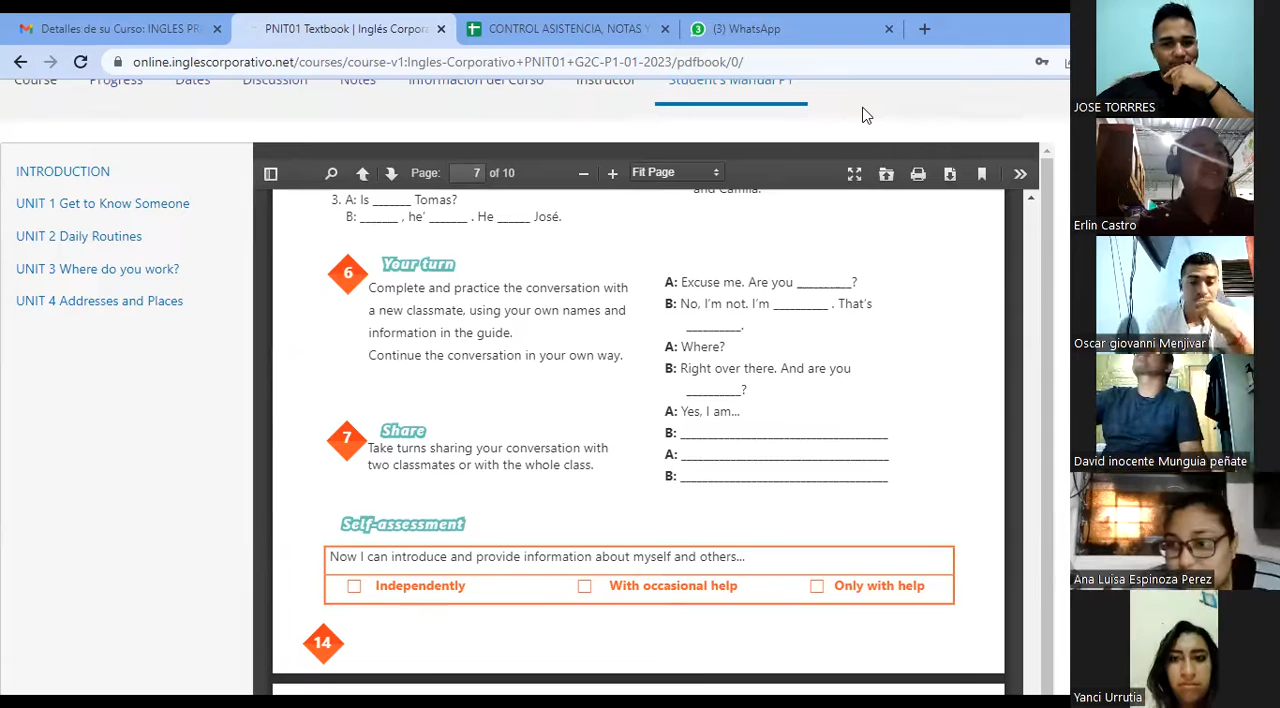 Detalles de su Curso: INGLES PR
PNIT01 Textbook | Inglés Corpora
CONTROL ASISTENCIA, NOTAS Y
3
(3) WhatsApp
online.inglescorporativo.net/courses/course-v1:Ingles-Corporativo+PNIT01+G2C-P1-01-2023/pdfbook/0/
Course
Progress
Dates
Discussion
Notes
Información del Curso
Instructor
Student's Manual P1
INTRODUCTION
UNIT 1 Get to Know Someone
UNIT 2 Daily Routines
UNIT 3 Where do you work?
UNIT 4 Addresses and Places
Page: 7 of 10
Fit Page
and Camila.
3. A: Is _______ Tomas?
B: _______ , he' _______ . He ______ José.
6 Your turn
Complete and practice the conversation with
a new classmate, using your own names and
information in the guide.
Continue the conversation in your own way.
7 Share
Take turns sharing your conversation with
two classmates or with the whole class.
A: Excuse me. Are you _________?
B: No, I'm not. I'm _________ . That's
_________.
A: Where?
B: Right over there. And are you
_________?
A: Yes, I am...
B: __________________________________
A: __________________________________
B: __________________________________
Self-assessment
Now I can introduce and provide information about myself and others...
Independently
With occasional help
Only with help
14
JOSE TORRRES
Erlin Castro
Oscar giovanni Menjivar
David inocente Munguia peñate
Ana Luisa Espinoza Perez
Yanci Urrutia